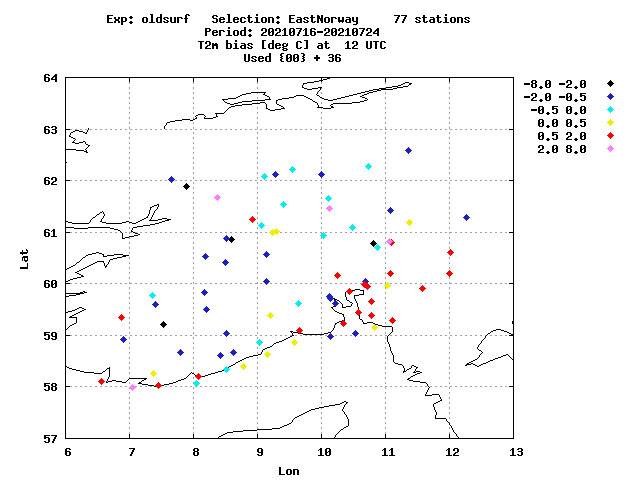 Exp: oldsurf Selection: EastNorway 77 stations
Period: 20210716-20210724
T2m bias [deg C] at 12 UTC
Used {00} + 36
-8.0 -2.0
-2.0 -0.5
-0.5 0.0
0.0 0.5
0.5 2.0
2.0 8.0
64
63
62
61
60
59
58
57
Lat
6 7 8 9 10 11 12 13
Lon